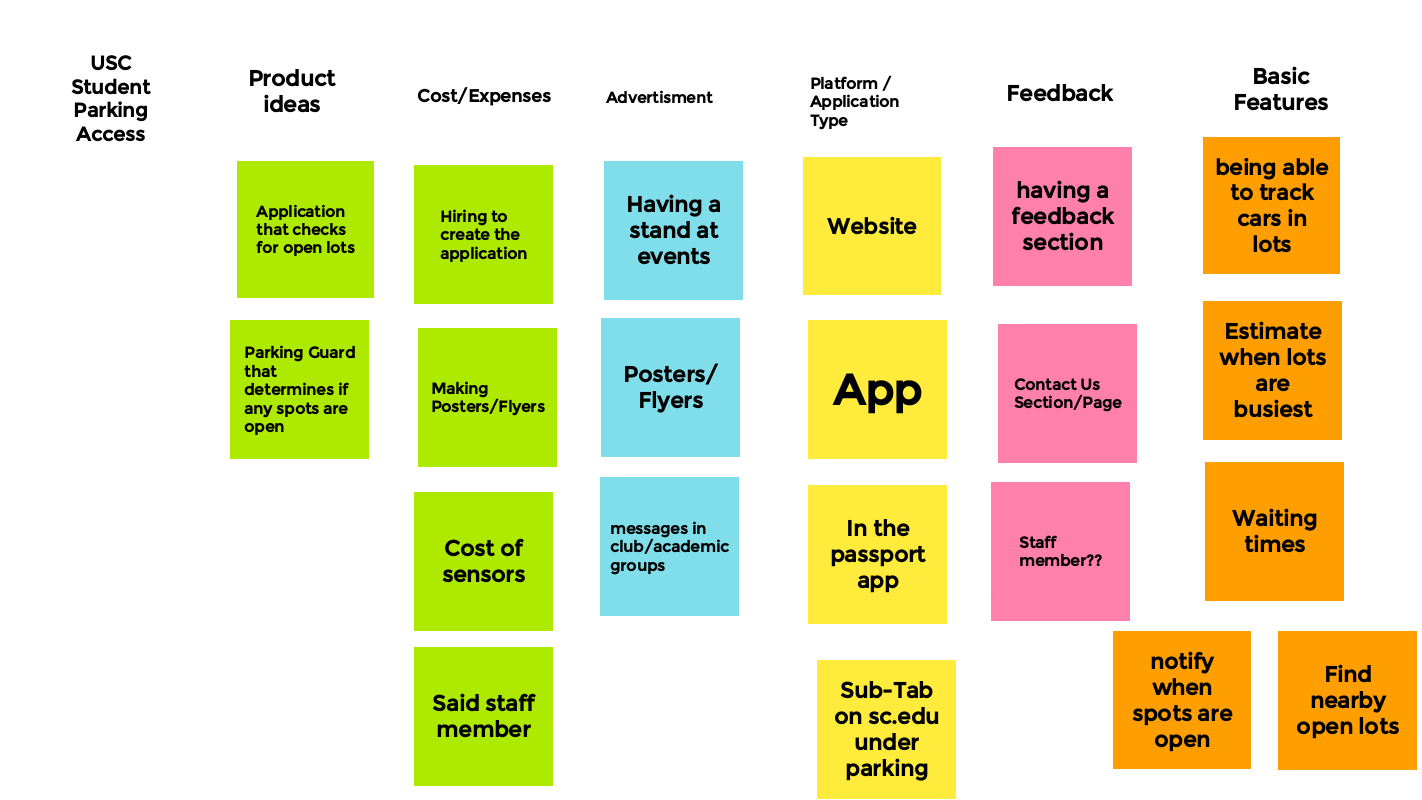 USC
Student
Parking
Access
Product
ideas
Cost/Expenses
Advertisment
Platform /
Application
Type
Feedback
Basic
Features
Application
that checks
for open lots
Parking Guard
that
determines if
any spots are
open
Hiring to
create the
application
Making
Posters/Flyers
Cost of
sensors
Said staff
member
Having a
stand at
events
Posters/
Flyers
messages in
club/academic
groups
Website
App
In the
passport
app
Sub-Tab
on sc.edu
under
parking
having a
feedback
section
Contact Us
Section/Page
Staff
member??
being able
to track
cars in
lots
Estimate
when lots
are
busiest
Waiting
times
notify
when
spots are
open
Find
nearby
open lots